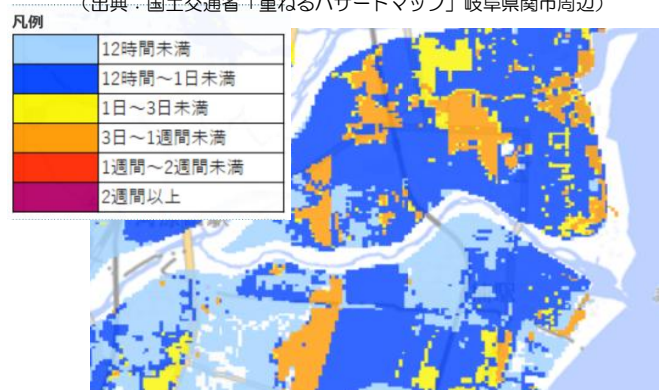 (出典:国土交通省「重ねるハザードマップ」岐阜県関市周辺)
凡例
12時間未満
12時間～1日未満
1日～3日未満
3日～1週間未満
1週間～2週間未満
2週間以上